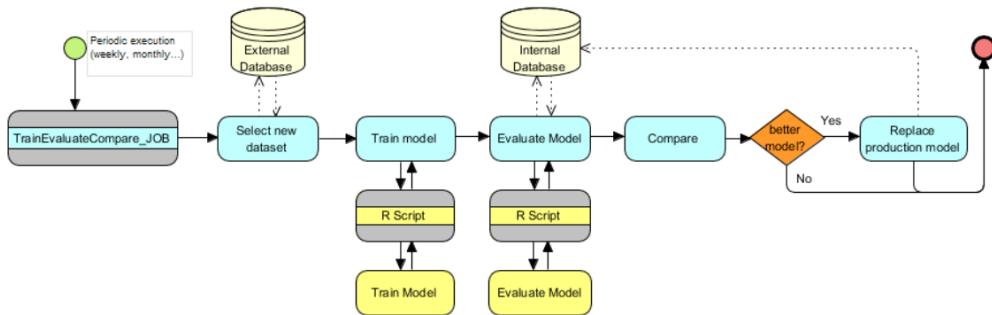 Periodic execution
(weekly, monthly...)
External
Database
Internal
Database
TrainEvaluateCompare_JOB
Select new
dataset
Train model
Evaluate Model
Compare
better
model?
Yes
No
Replace
production model
R Script
R Script
Train Model
Evaluate Model